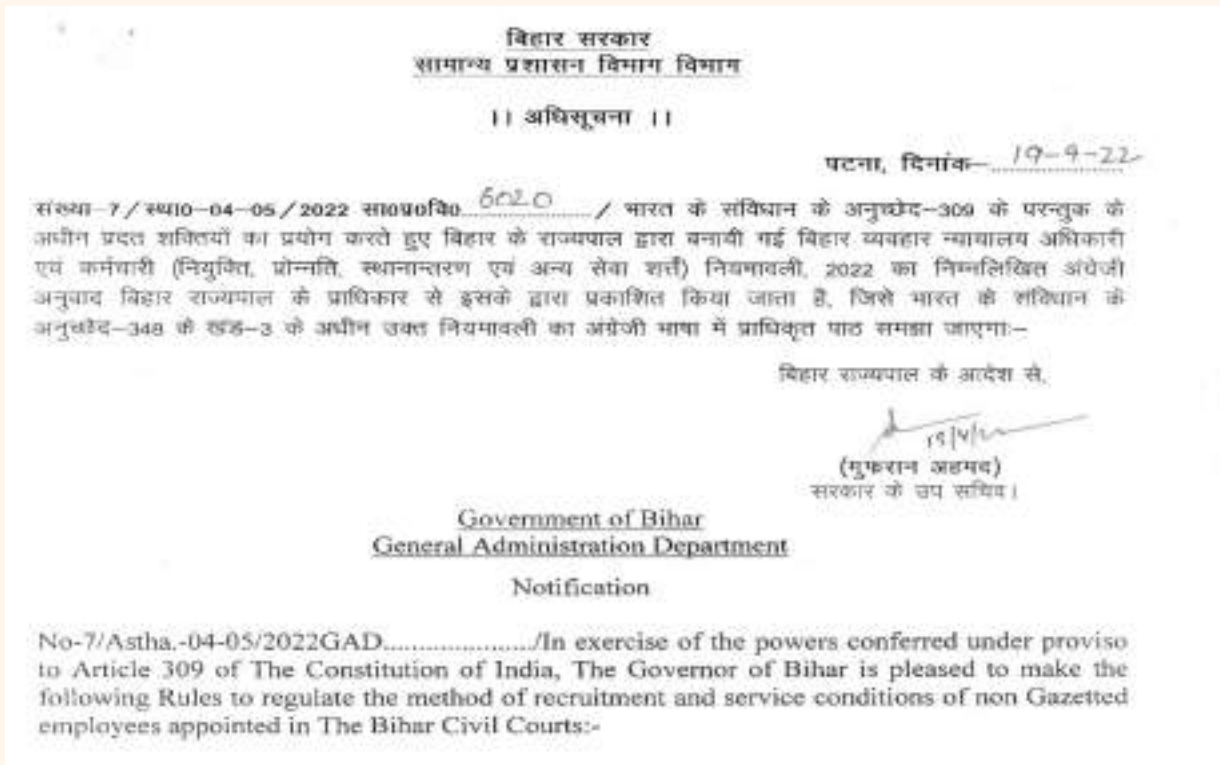 बिहार सरकार
सामान्य प्रशासन विभाग विभाग
।। अधिसूचना ।।
पटना, दिनांक– 19-4-22
संख्या–7/स्था0–04–05/2022 सा0प्र0वि0 6020 / भारत के संविधान के अनुच्छेद–309 के परन्तुक के
अधीन प्रदत शक्तियों का प्रयोग करते हुए बिहार के राज्यपाल द्वारा बनायी गई बिहार व्यवहार न्यायालय अधिकारी
एवं कर्मचारी (नियुक्ति, प्रोन्नति, स्थानान्तरण एवं अन्य सेवा शर्त्तें) नियमावली, 2022 का निम्नलिखित अंग्रेजी
अनुवाद बिहार राज्यपाल के प्राधिकार से इसके द्वारा प्रकाशित किया जाता है, जिसे भारत के संविधान के
अनुच्छेद–348 के खंड–3 के अधीन उक्त नियमावली का अंग्रेजी भाषा में प्राधिकृत पाठ समझा जाएगा:–
बिहार राज्यपाल के आदेश से,
(गुफरान अहमद)
सरकार के उप सचिव।
Government of Bihar
General Administration Department
Notification
No-7/Astha.-04-05/2022GAD......................./In exercise of the powers conferred under proviso
to Article 309 of The Constitution of India, The Governor of Bihar is pleased to make the
following Rules to regulate the method of recruitment and service conditions of non Gazetted
employees appointed in The Bihar Civil Courts:-